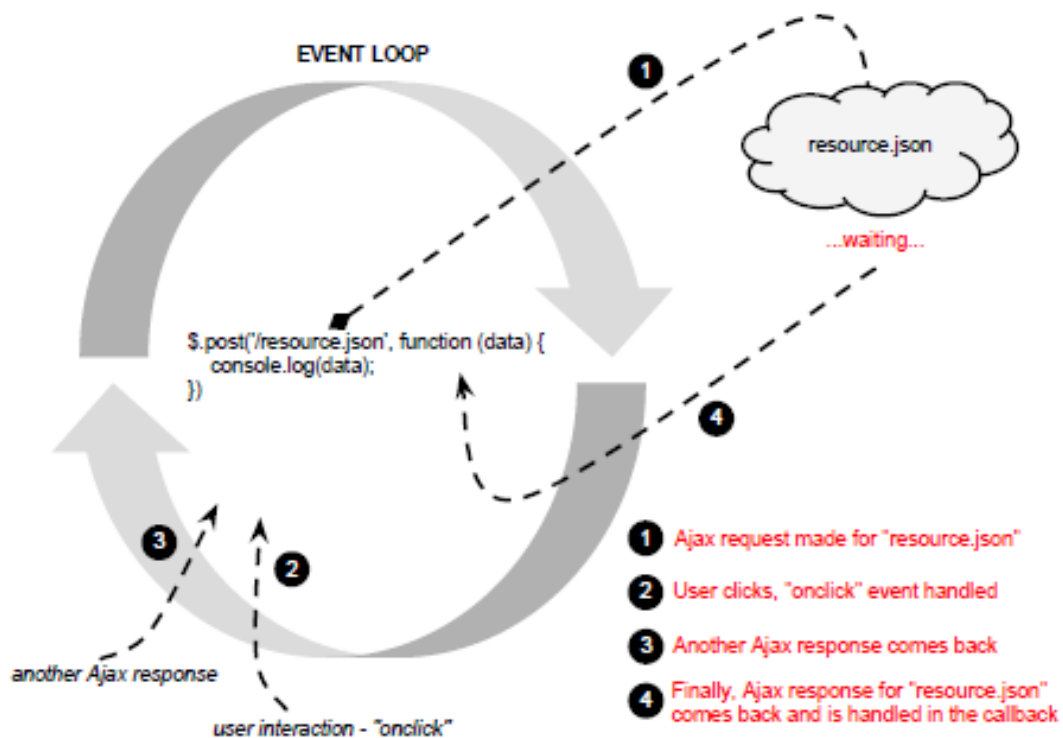 EVENT LOOP
1
resource.json
...waiting...
$.post('/resource.json', function (data) {
console.log(data);
})
4
3
2
another Ajax response
user interaction - "onclick"
1 Ajax request made for "resource.json"
2 User clicks, "onclick" event handled
3 Another Ajax response comes back
4 Finally, Ajax response for "resource.json"
comes back and is handled in the callback